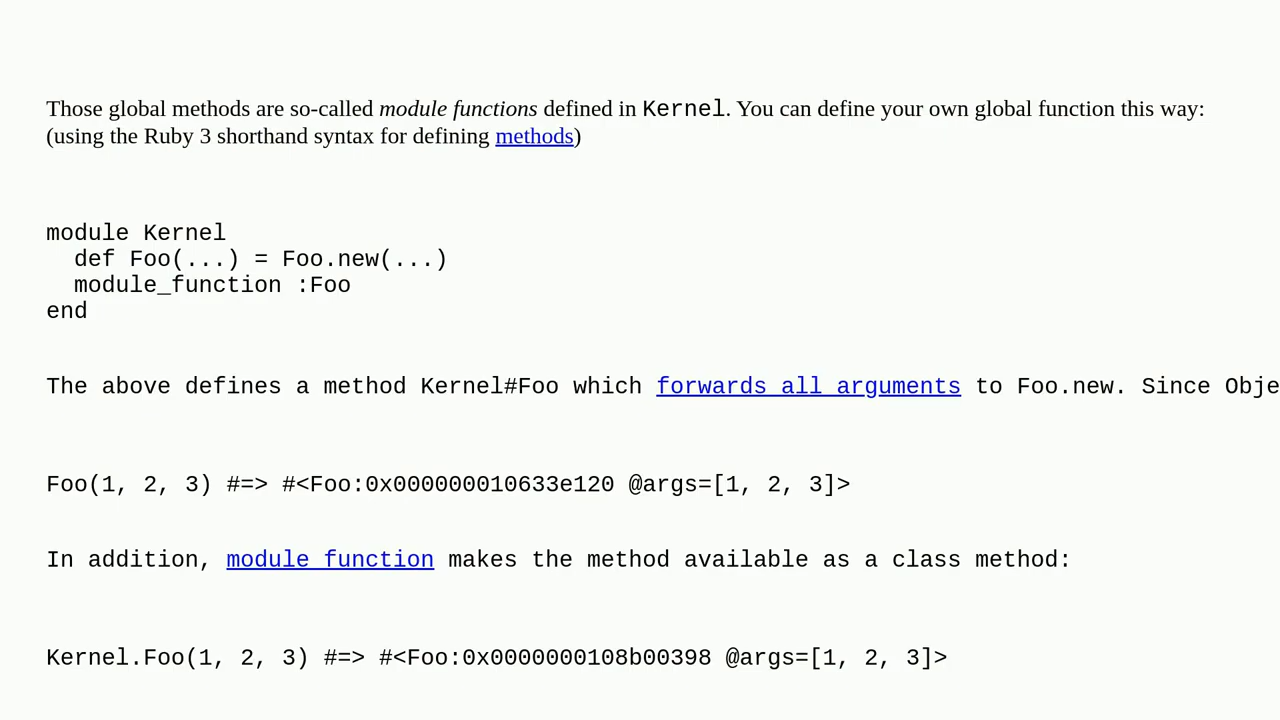 Those global methods are so-called module functions defined in Kernel. You can define your own global function this way:
(using the Ruby 3 shorthand syntax for defining methods)
module Kernel
  def Foo(...) = Foo.new(...)
  module_function :Foo
end
The above defines a method Kernel#Foo which forwards all arguments to Foo.new. Since
Foo(1, 2, 3) #=> #<Foo:0x000000010633e120 @args=[1, 2, 3]>
In addition, module_function makes the method available as a class method:
Kernel.Foo(1, 2, 3) #=> #<Foo:0x0000000108b00398 @args=[1, 2, 3]>